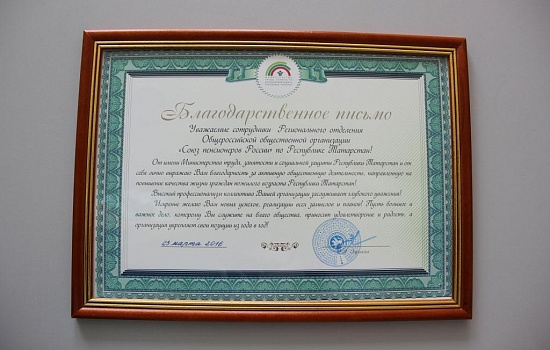 Благодарственное письмо
Уважаемые сотрудники Регионального отделения
Общероссийской общественной организации
«Союз пенсионеров России» по Республике Татарстан!
От имени Министерства труда, занятости и социальной защиты Республики Татарстан и от
себя лично выражаю Вам благодарность за активную общественную деятельность, направленную на
повышение качества жизни граждан пожилого возраста Республики Татарстан!
Высокий профессионализм коллектива Вашей организации заслуживает глубокого уважения!
Искренне желаю Вам новых успехов, реализации всех замыслов и планов! Пусть большое и
важное дело, которому Вы служите на благо общества, приносит удовлетворение и радость, а
организация укрепляет свои позиции из года в год!
03 марта 2016